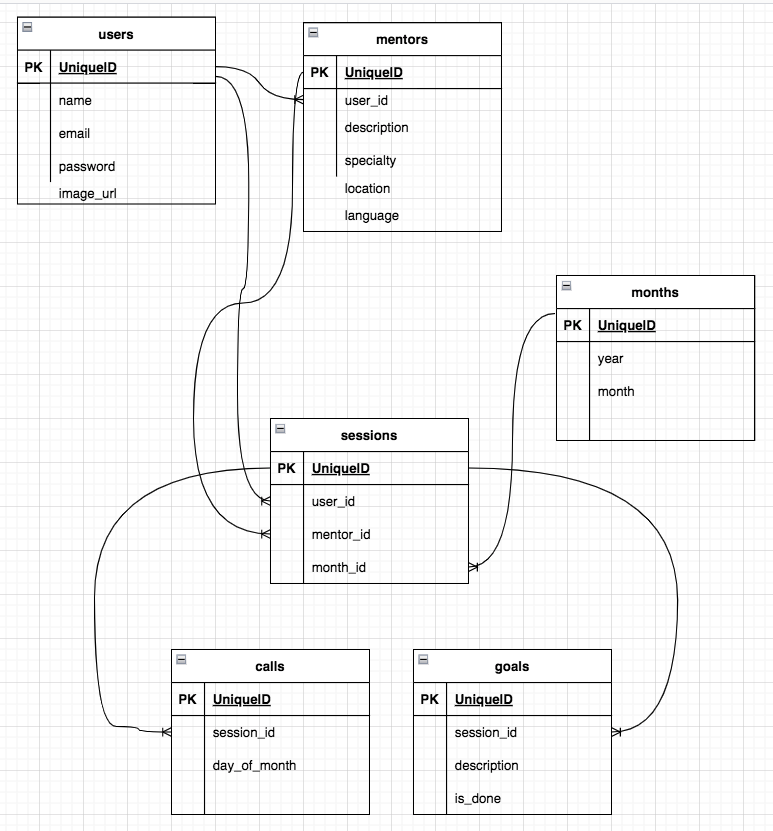 users
PK UniqueID
name
email
password
image_url
mentors
PK UniqueID
user_id
description
specialty
location
language
months
PK UniqueID
year
month
sessions
PK UniqueID
user_id
mentor_id
month_id
calls
PK UniqueID
session_id
day_of_month
goals
PK UniqueID
session_id
description
is_done